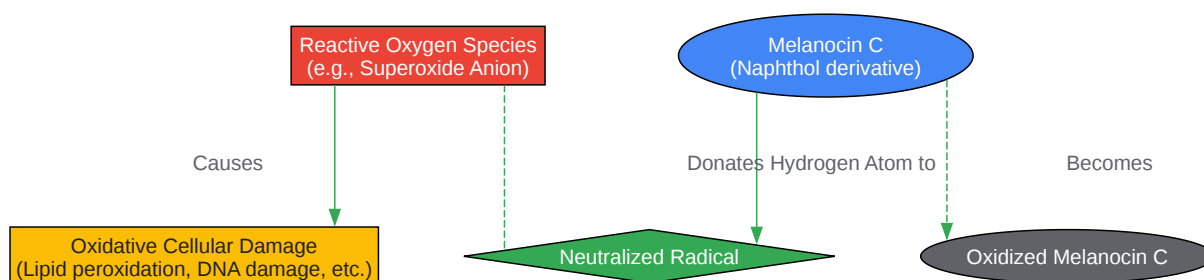 Reactive Oxygen Species
(e.g., Superoxide Anion)
Melanocin C
(Naphthol derivative)
Causes
Donates Hydrogen Atom to
Becomes
Oxidative Cellular Damage
(Lipid peroxidation, DNA damage, etc.)
Neutralized Radical
Oxidized Melanocin C